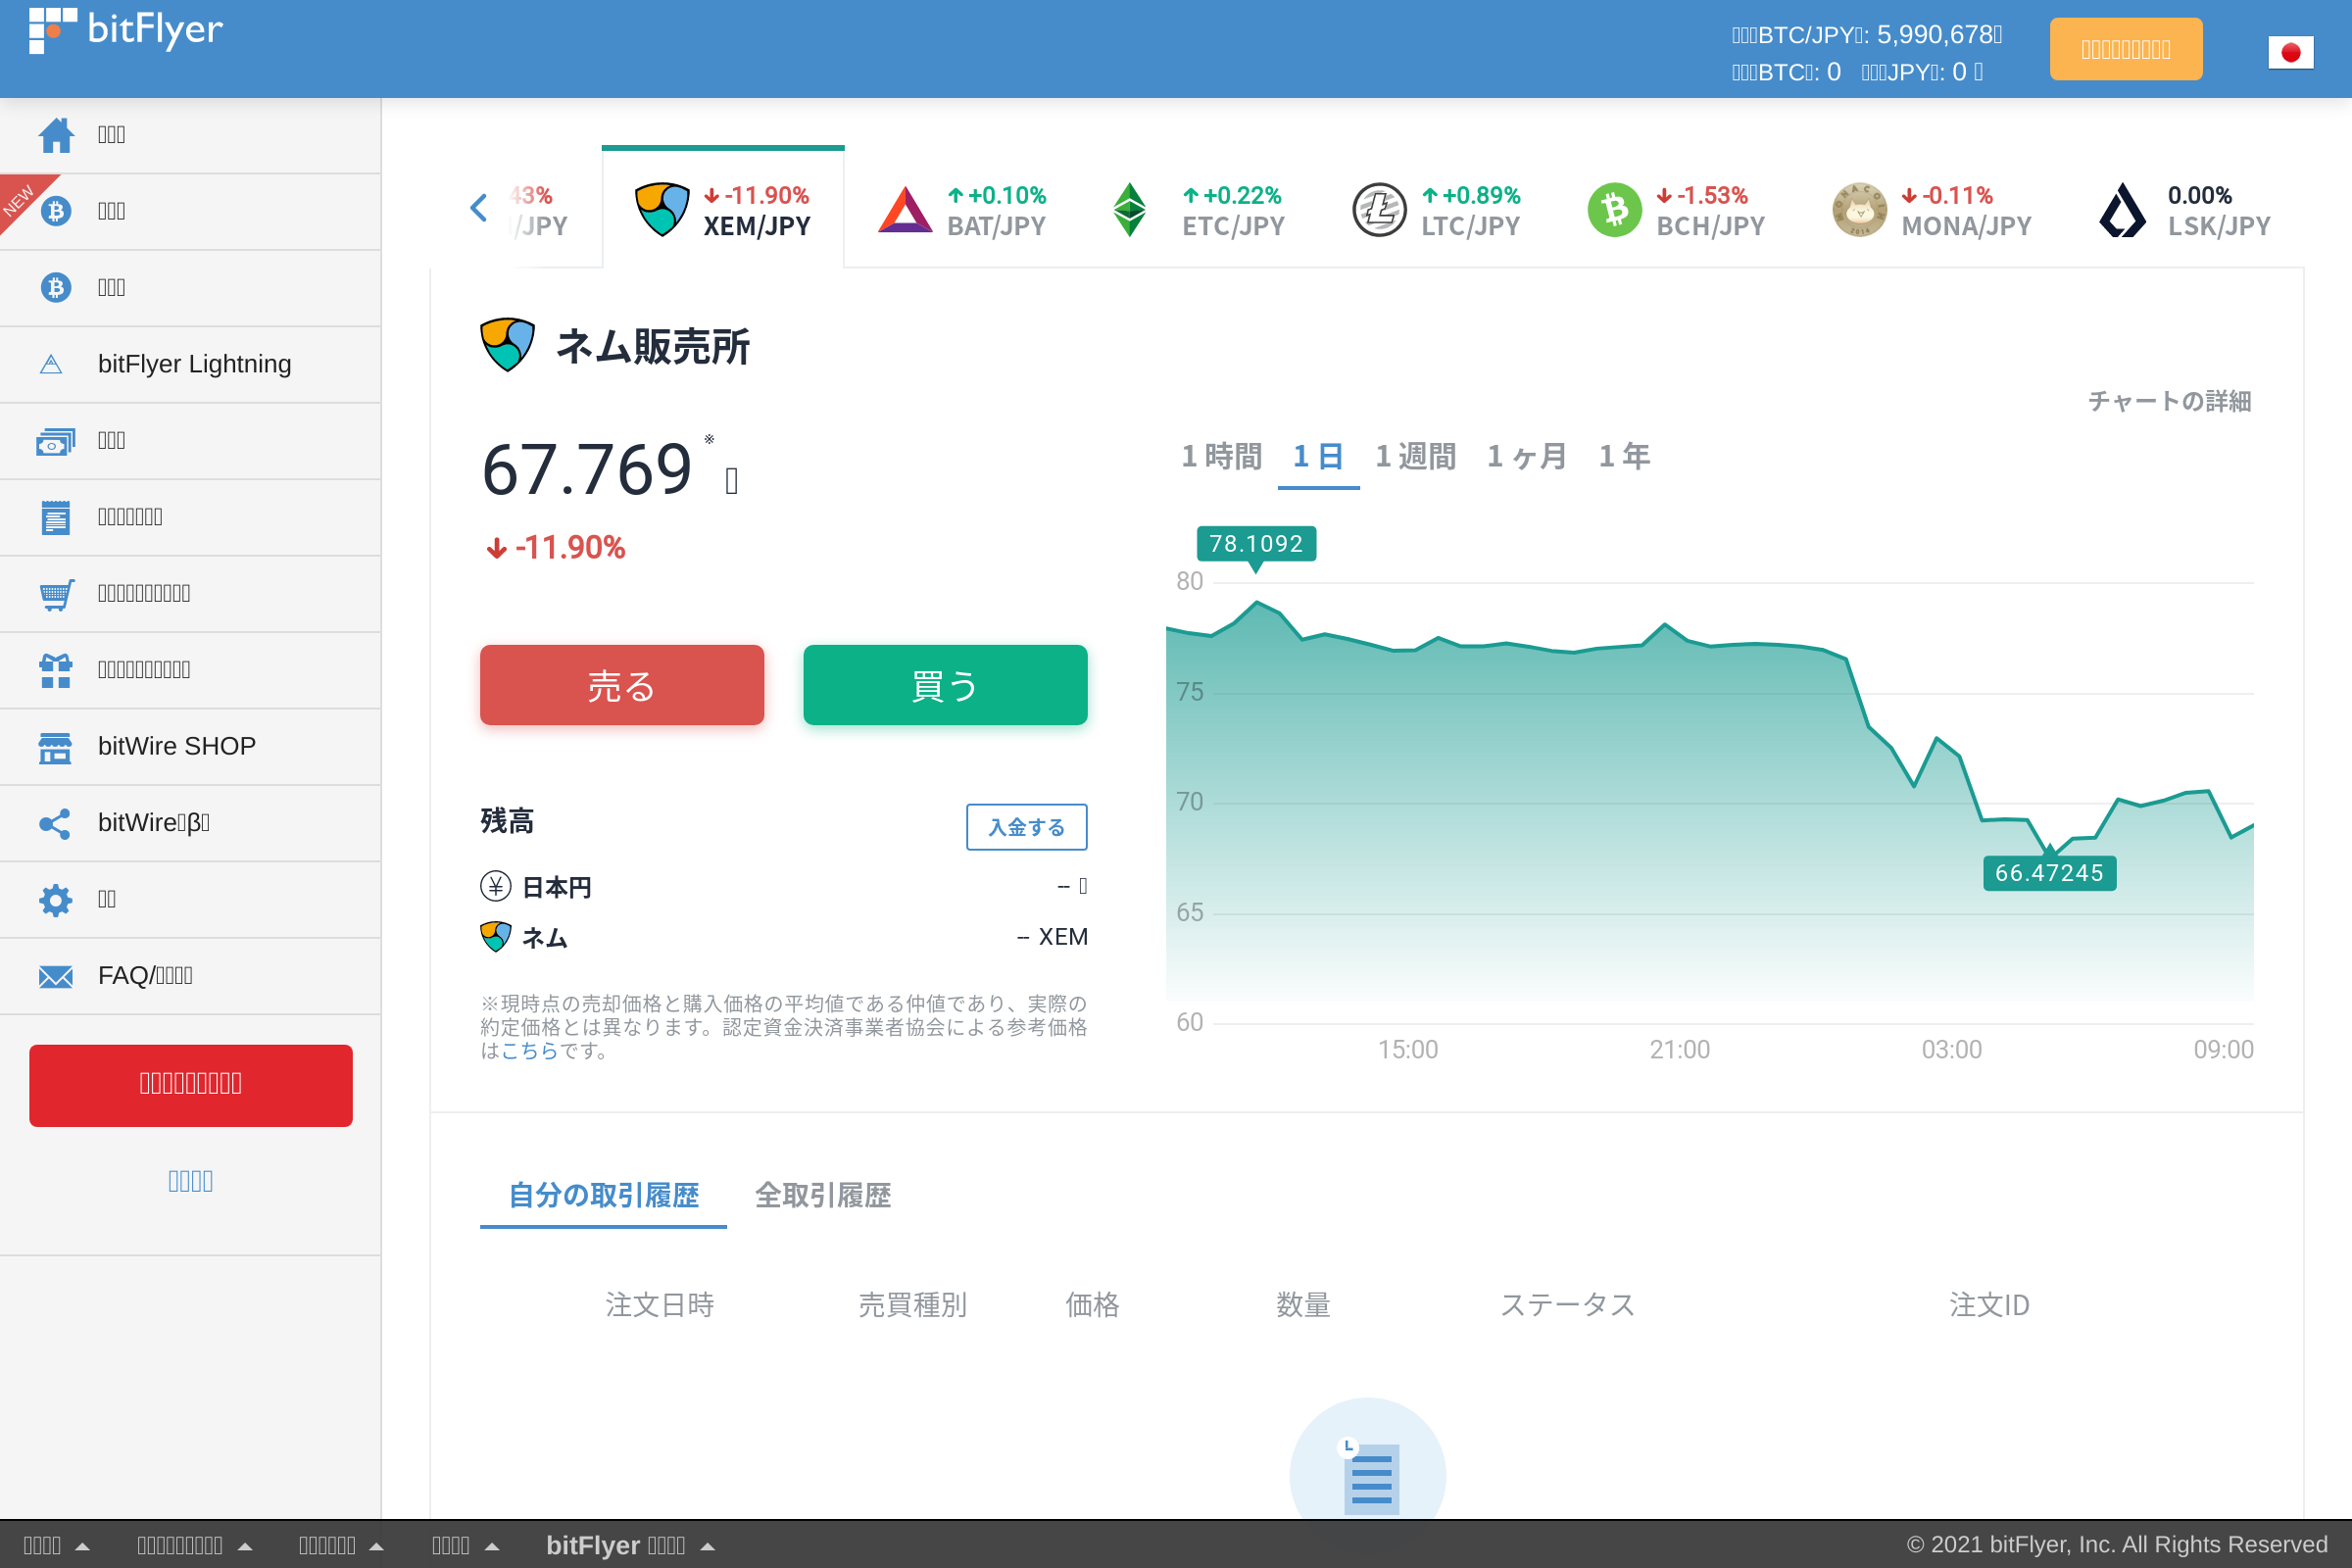 bitFlyer
BTC/JPY: 5,990,678
BTC: 0 JPY: 0
NEW
bitFlyer Lightning
bitWire SHOP
bitWire β
FAQ/
43% /JPY
-11.90% XEM/JPY
+0.10% BAT/JPY
+0.22% ETC/JPY
+0.89% LTC/JPY
-1.53% BCH/JPY
-0.11% MONA/JPY
0.00% LSK/JPY
ネム販売所
チャートの詳細
67.769 ※
-11.90%
1 時間 1 日 1 週間 1 ヶ月 1 年
売る 買う
78.1092
80
75
70
65
60
66.47245
15:00 21:00 03:00 09:00
残高 入金する
日本円 --
ネム -- XEM
※現時点の売却価格と購入価格の平均値である仲値であり、実際の
約定価格とは異なります。認定資金決済事業者協会による参考価格
はこちらです。
自分の取引履歴 全取引履歴
注文日時 売買種別 価格 数量 ステータス 注文ID
bitFlyer
© 2021 bitFlyer, Inc. All Rights Reserved